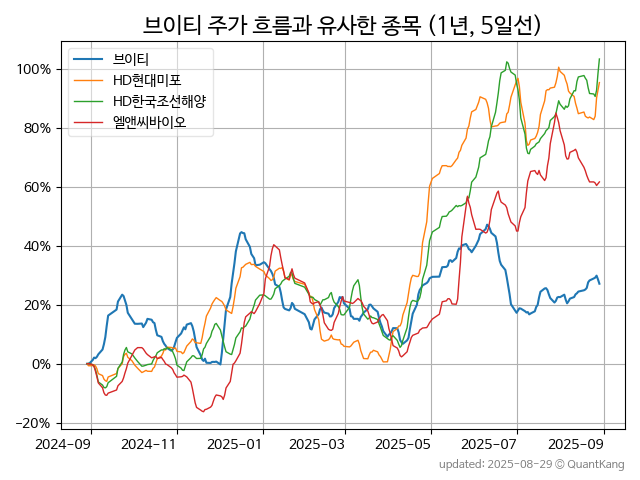 브이티 주가 흐름과 유사한 종목 (1년, 5일선)
브이티
HD현대미포
HD한국조선해양
엘앤씨바이오
100%
80%
60%
40%
20%
0%
−20%
2024-09 2024-11 2025-01 2025-03 2025-05 2025-07 2025-09
updated: 2025-08-29 © QuantKang